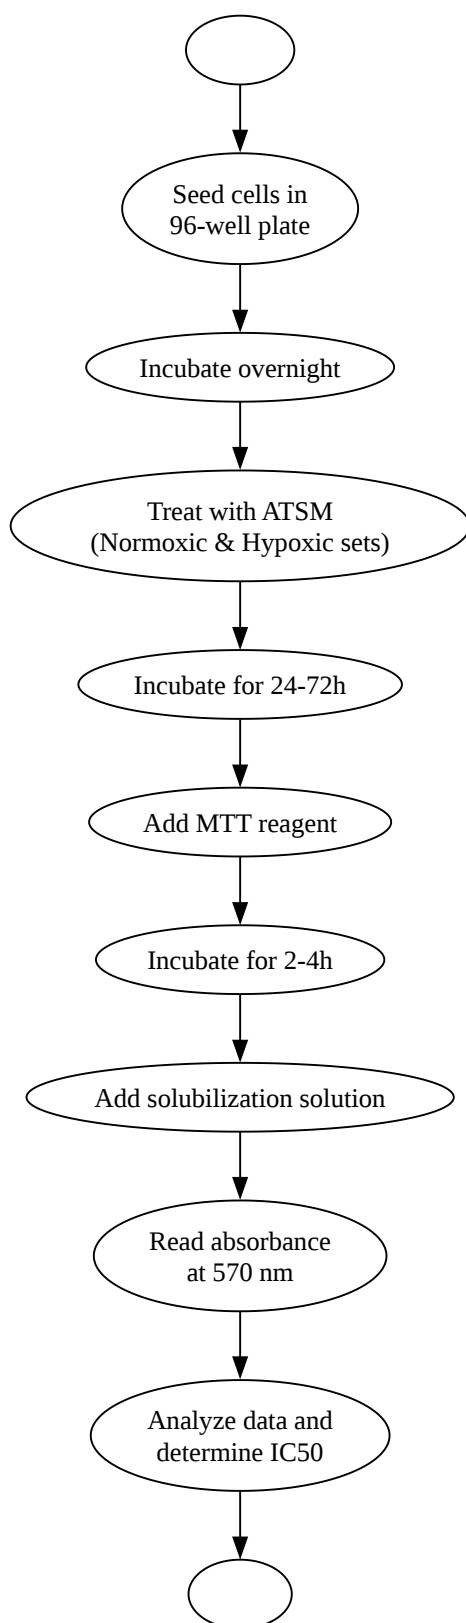 Seed cells in
96-well plate
Incubate overnight
Treat with ATSM
(Normoxic & Hypoxic sets)
Incubate for 24-72h
Add MTT reagent
Incubate for 2-4h
Add solubilization solution
Read absorbance
at 570 nm
Analyze data and
determine IC50